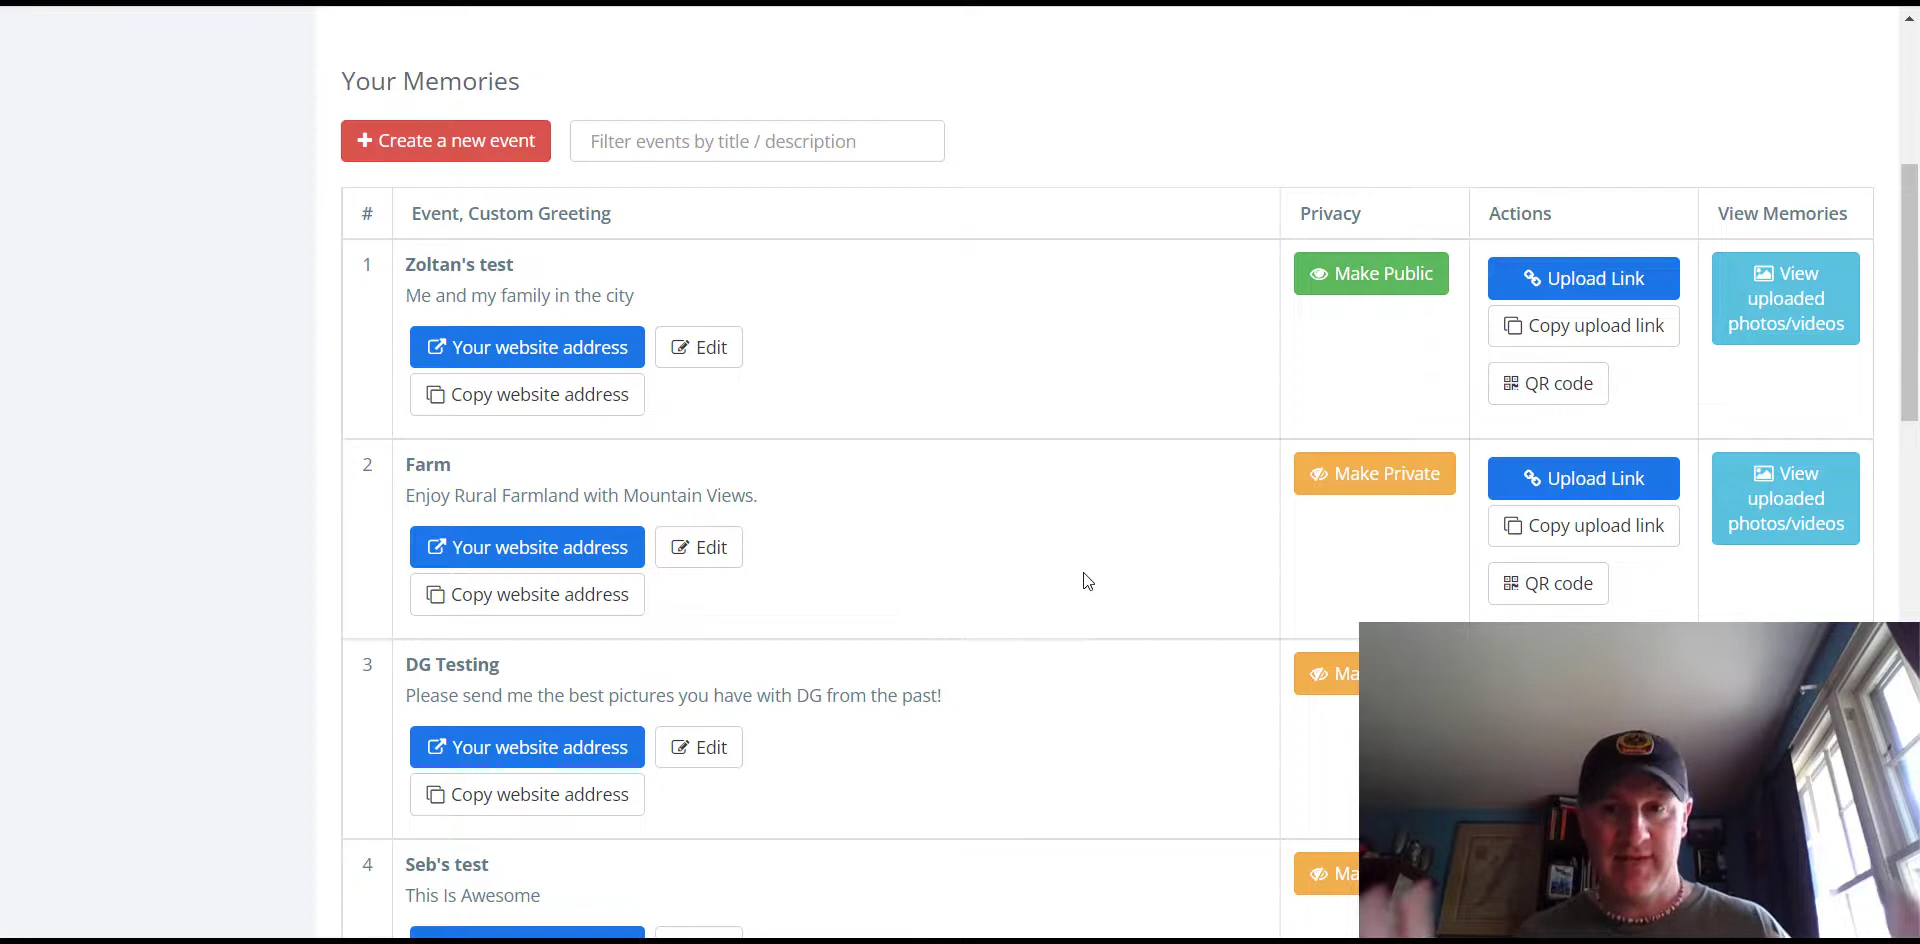 Your Memories
Create a new event
Filter events by title / description
# Event, Custom Greeting Privacy Actions View Memories
1 Zoltan's test
Me and my family in the city
Your website address Edit
Copy website address
Make Public
Upload Link
Copy upload link
QR code
View
uploaded
photos/videos
2 Farm
Enjoy Rural Farmland with Mountain Views.
Your website address Edit
Copy website address
Make Private
Upload Link
Copy upload link
QR code
View
uploaded
photos/videos
3 DG Testing
Please send me the best pictures you have with DG from the past!
Your website address Edit
Copy website address
Ma
4 Seb's test
This Is Awesome
Ma